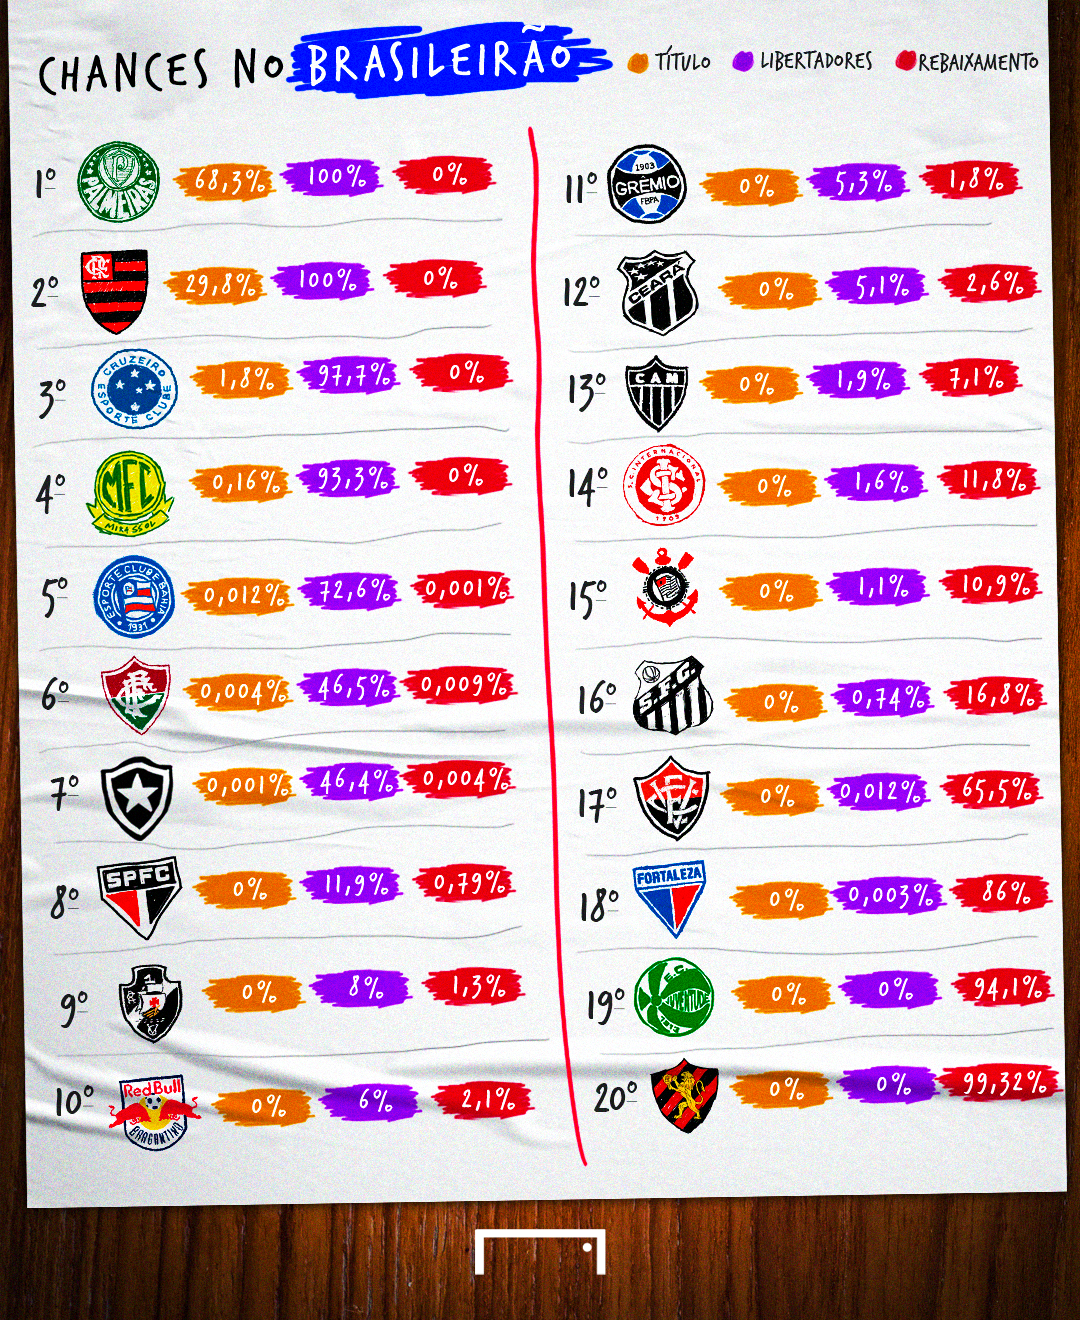 CHANCES NO BRASILEIRÃO
TÍTULO LIBERTADORES REBAIXAMENTO
1º PALMEIRAS 68,3% 100% 0%
2º CRF 29,8% 100% 0%
3º CRUZEIRO ESPORTE CLUBE 1,8% 97,7% 0%
4º MFC MIRASSOL 0,16% 93,3% 0%
5º ESPORTE CLUBE BAHIA 1931 0,012% 72,6% 0,001%
6º FFC 0,004% 46,5% 0,009%
7º 0,001% 46,4% 0,004%
8º SPFC 0% 11,9% 0,79%
9º 0% 8% 1,3%
10º Red Bull BRAGANTINO 0% 6% 2,1%
11º 1903 GRÊMIO FBPA 0% 5,3% 1,8%
12º CEARÁ 0% 5,1% 2,6%
13º CAM 0% 1,9% 7,1%
14º S.C. INTERNACIONAL 1909 0% 1,6% 11,8%
15º 0% 1,1% 10,9%
16º S.F.C. 0% 0,74% 16,8%
17º ECV 0% 0,012% 65,5%
18º FORTALEZA 0% 0,003% 86%
19º E.C. JUVENTUDE 0% 0% 94,1%
20º 0% 0% 99,32%